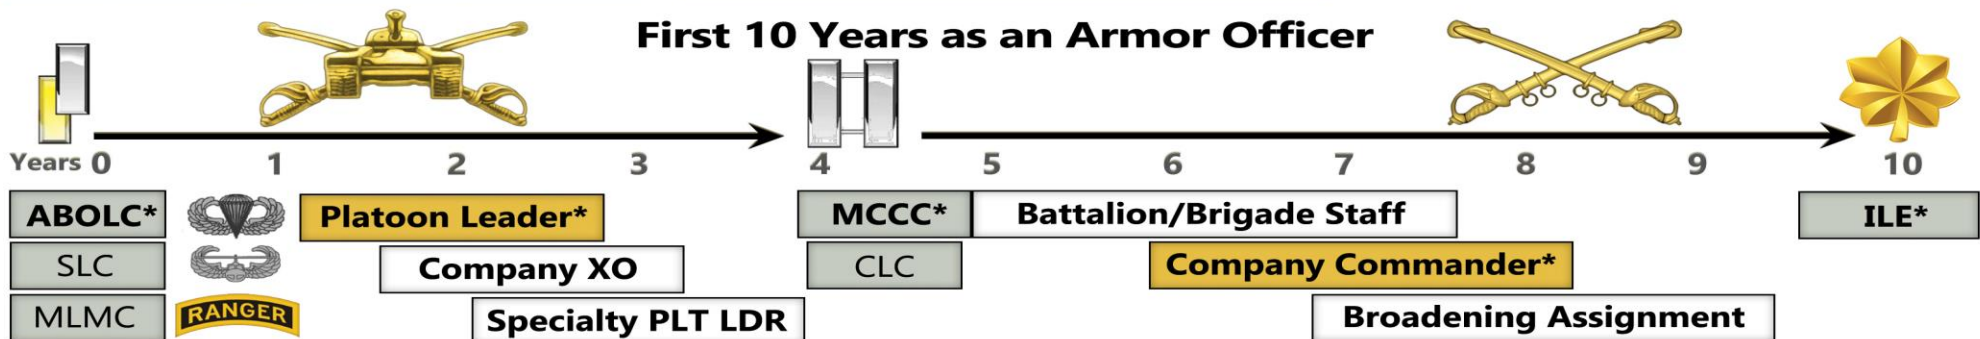 First 10 Years as an Armor Officer
Years 0 1 2 3 4 5 6 7 8 9 10
ABOLC* Platoon Leader* MCCC* Battalion/Brigade Staff ILE*
SLC Company XO CLC Company Commander*
MLMC RANGER Specialty PLT LDR Broadening Assignment